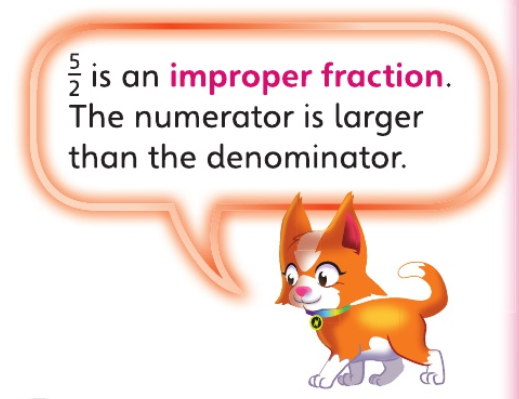 5/2 is an improper fraction.
The numerator is larger
than the denominator.